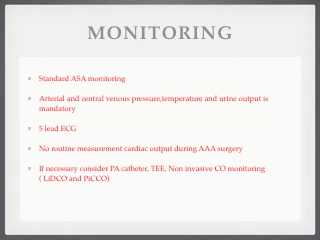 MONITORING
Standard ASA monitoring
Arterial and central venous pressure,temperature and urine output is
mandatory
5 lead ECG
No routine measurement cardiac output during AAA surgery
If necessary consider PA catheter, TEE, Non invasive CO monitoring
( LiDCO and PiCCO)